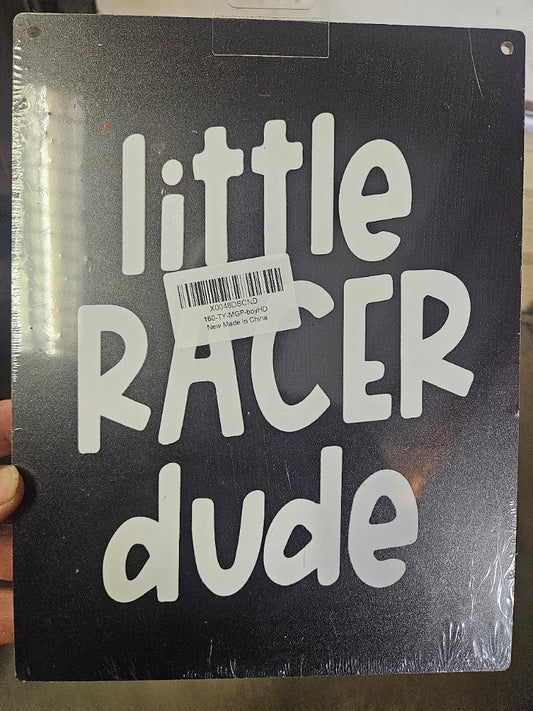 little
X0048DSCND
160-TY-MGP-boyHD
New Made in China
RACER
dude